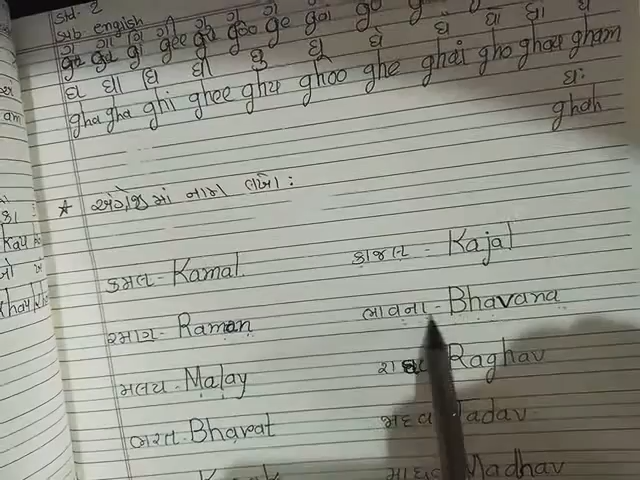 Std. 2
Sub. english
ga ga gi gee gu goo ge gai go
ઘ ઘા ઘિ ઘી ઘુ ઘૂ ઘે ઘૈ ઘો ઘૌ ઘં
gha gha ghi ghee ghu ghoo ghe ghai gho ghau gham
ઘઃ
ghah
★ અંગ્રેજીમાં નામ લખો :
કમલ - Kamal કાજલ - Kajal
રમણ - Raman ભાવના - Bhavana
મલય - Malay Raghav
ભરત - Bharat Jadav
માધવ Madhav